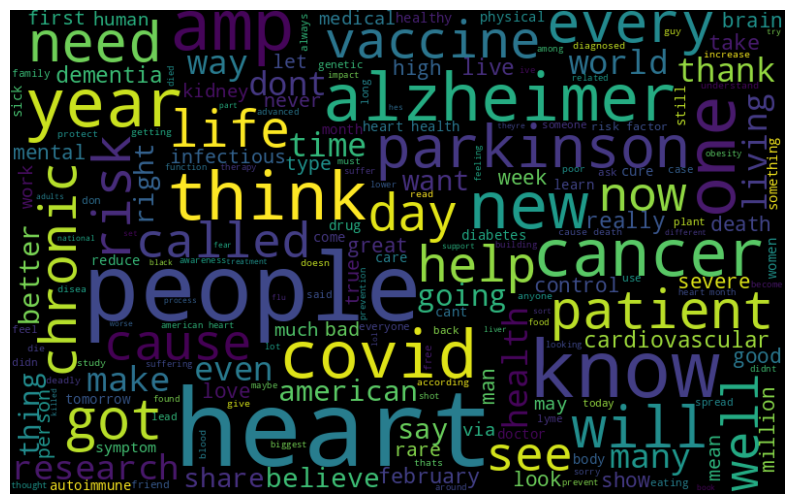 first human
need
amp
way
let
medical healthy physical
always
vaccine
every
among
guy
diagnosed
try
brain
family
dementia
died
kidney
dont
high
live
world
genetic
impact
take
increase
thank
related
sick
year
life
never
part
advanced
hes
ive
long
alzheimer
still
understand
one
living
something
protect
getting
month
heart health
theyre
someone
risk factor
mental
risk
right
infectious
time
parkinson
function
therapy
must
suffer
feeling
poor
ask
cure
case
obesity
work
type
want
week
learn
adults
don
think
day
lower
read
new
now
really
plant
death
chronic
better
let
fear
drug
come
great
diabetes
cause death
different
women
national
called
support
building
reduce
black
awareness
treatment
doesn
true
care
help
cancer
control
use
anyone
severe
become
disea
people
process
flu
said
prevention
cant
going
sort
food
heart month
feel
worse
american heart
much
bad
everyone
back
liver
looking
patient
cardiovascular
die
study
suffering
cause
lot
covid
lal
free
know
health
good
didn
deadly
make
even
maybe
according
man
may
today
spread
didnt
thing
person
tomorrow
killed
found
love
american
shot
say
via
doctor
lyme
well
million
got
lead
give
heart
rare
see
will
many
mean
symptom
blood
biggest
thats
body
research
share
believe
february
look
prevent
show
eating
thought
autoimmune
friend
around
sorry